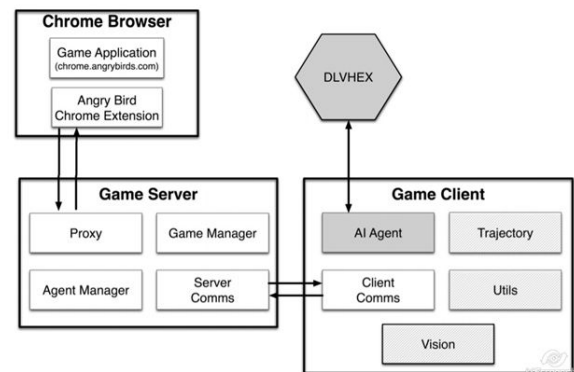 Chrome Browser
Game Application
(chrome.angrybirds.com)
Angry Bird
Chrome Extension
DLVHEX
Game Server
Proxy
Game Manager
Agent Manager
Server
Comms
Game Client
AI Agent
Trajectory
Client
Comms
Utils
Vision